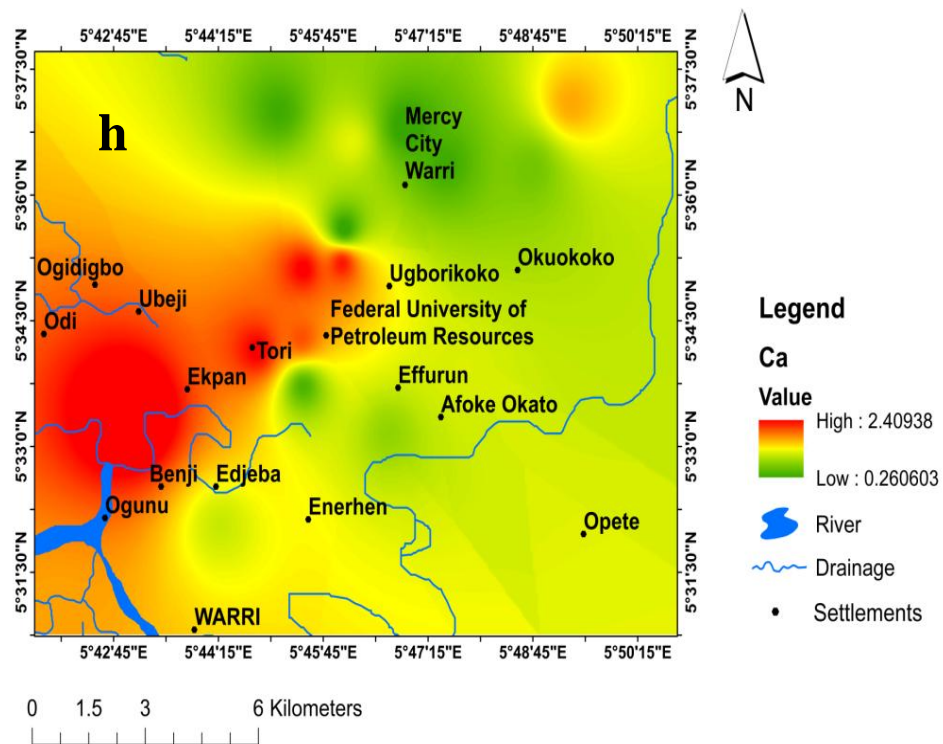 5°42'45"E 5°44'15"E 5°45'45"E 5°47'15"E 5°48'45"E 5°50'15"E
N
5°37'30"N 5°37'30"N
h
Mercy
City
Warri
5°36'0"N 5°36'0"N
Okuokoko
Ogidigbo
Ugborikoko
Ubeji
Federal University of
Petroleum Resources
Odi
5°34'30"N 5°34'30"N
Tori
Ekpan
Effurun
Afoke Okato
5°33'0"N 5°33'0"N
Benji
Edjeba
Ogunu
Enerhen
Opete
5°31'30"N 5°31'30"N
WARRI
5°42'45"E 5°44'15"E 5°45'45"E 5°47'15"E 5°48'45"E 5°50'15"E
Legend
Ca
Value
High : 2.40938
Low : 0.260603
River
Drainage
Settlements
0 1.5 3 6 Kilometers